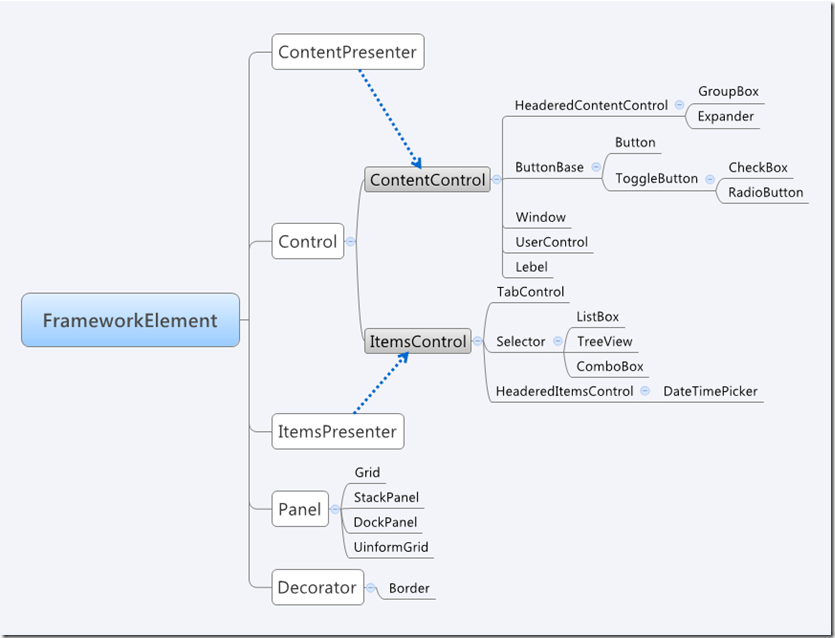 FrameworkElement
ContentPresenter
Control
ContentControl
HeaderedContentControl
GroupBox
Expander
ButtonBase
Button
ToggleButton
CheckBox
RadioButton
Window
UserControl
Lebel
ItemsControl
TabControl
Selector
ListBox
TreeView
ComboBox
HeaderedItemsControl
DateTimePicker
ItemsPresenter
Panel
Grid
StackPanel
DockPanel
UinformGrid
Decorator
Border